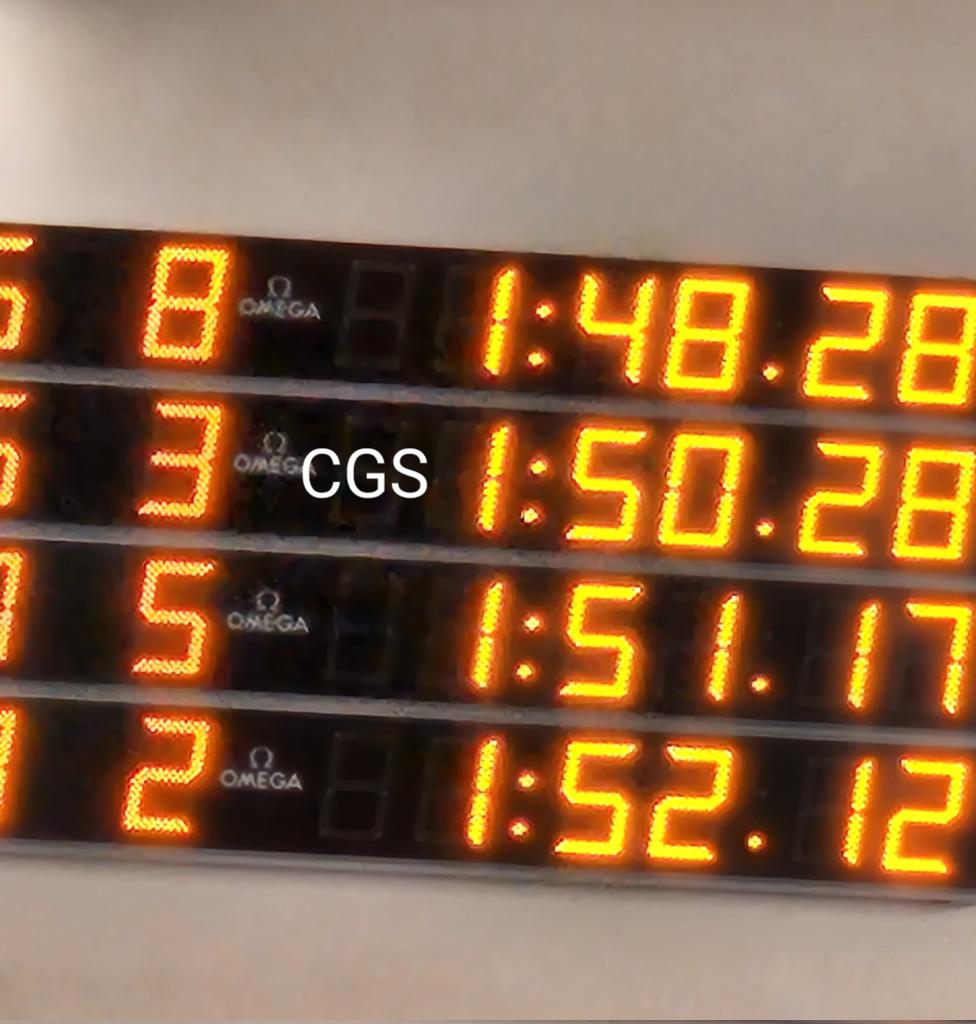 8 Ω OMEGA 1:48.28
3 Ω OMEGA CGS 1:50.28
5 Ω OMEGA 1:51.17
2 Ω OMEGA 1:52.12